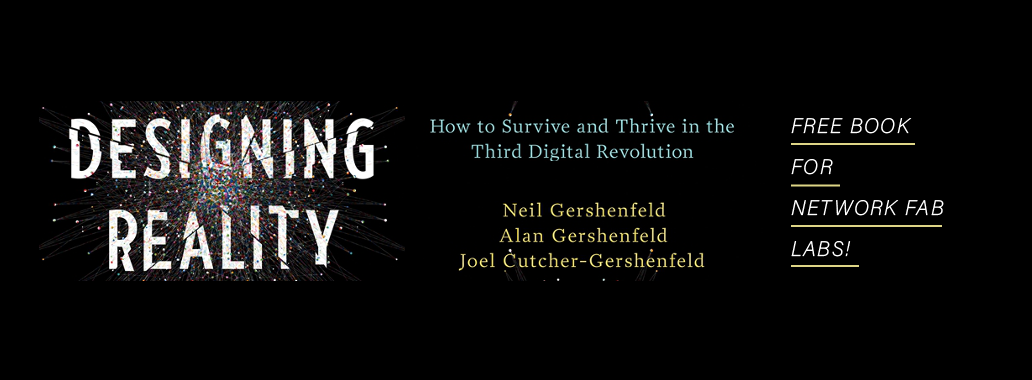 DESIGNING
REALITY
How to Survive and Thrive in the
Third Digital Revolution
Neil Gershenfeld
Alan Gershenfeld
Joel Cutcher-Gershenfeld
FREE BOOK
FOR
NETWORK FAB
LABS!